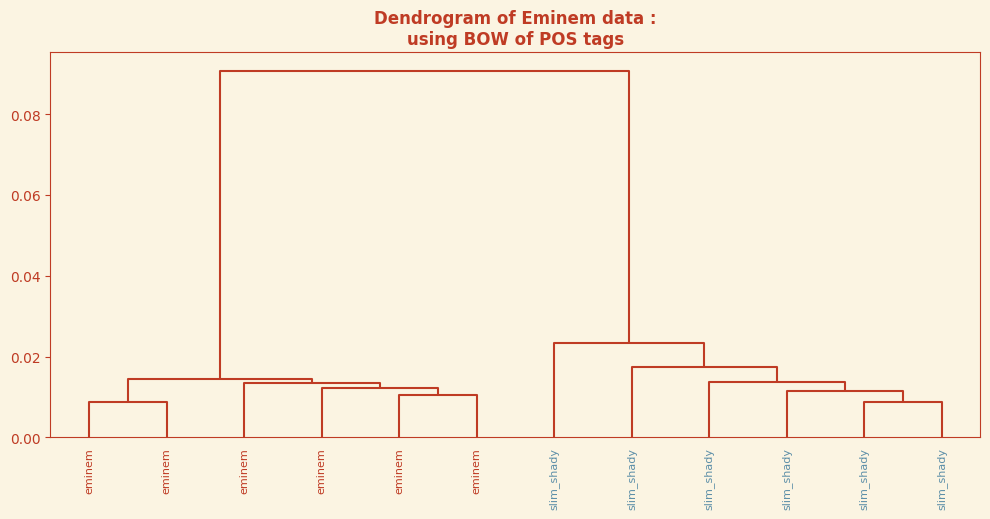 Dendrogram of Eminem data :
using BOW of POS tags
0.08
0.06
0.04
0.02
0.00
eminem
eminem
eminem
eminem
eminem
eminem
slim_shady
slim_shady
slim_shady
slim_shady
slim_shady
slim_shady